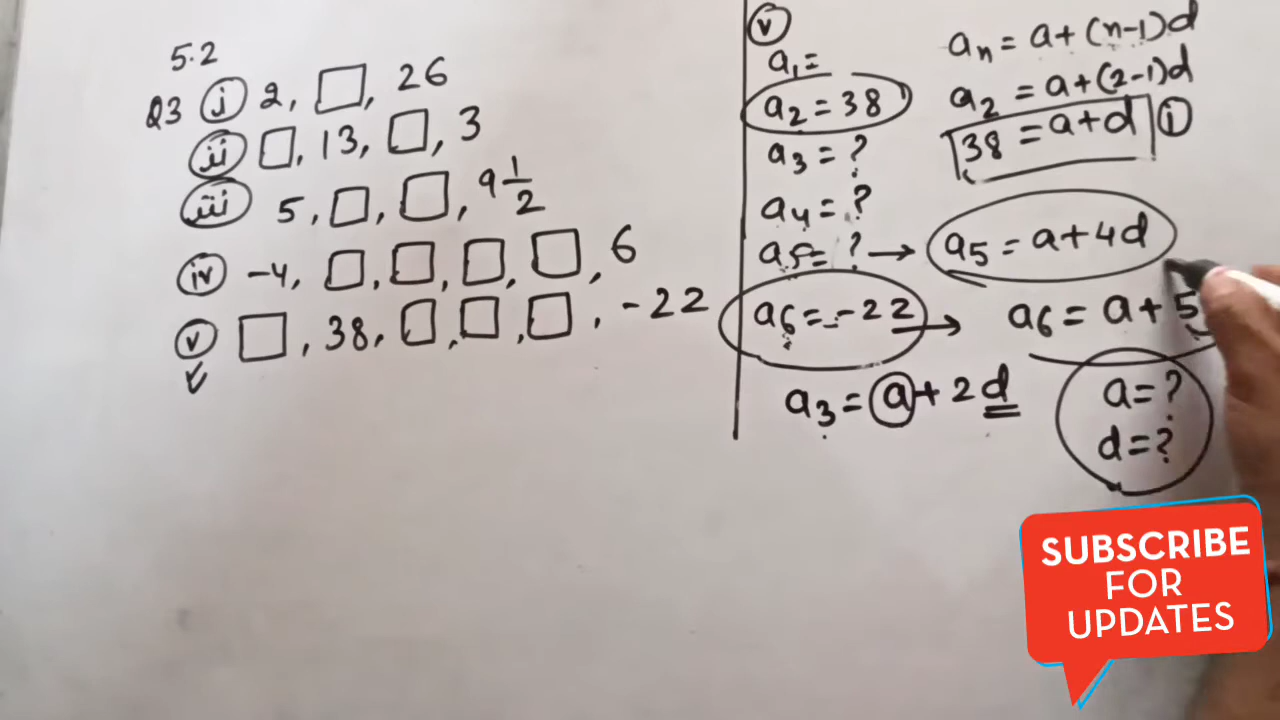 5.2
Q3 (i) 2, □, 26
(ii) □, 13, □, 3
(iii) 5, □, □, 9 1/2
(iv) -4, □, □, □, □, 6
(v) □, 38, □, □, □, -22
(v)
a₁ =
a₂ = 38
a₃ = ?
a₄ = ?
a₅ = ? → a₅ = a + 4d
a₆ = -22 → a₆ = a + 5
a₃ = a + 2d
aₙ = a + (n-1)d
a₂ = a + (2-1)d
38 = a + d (i)
a = ?
d = ?
SUBSCRIBE
FOR
UPDATES